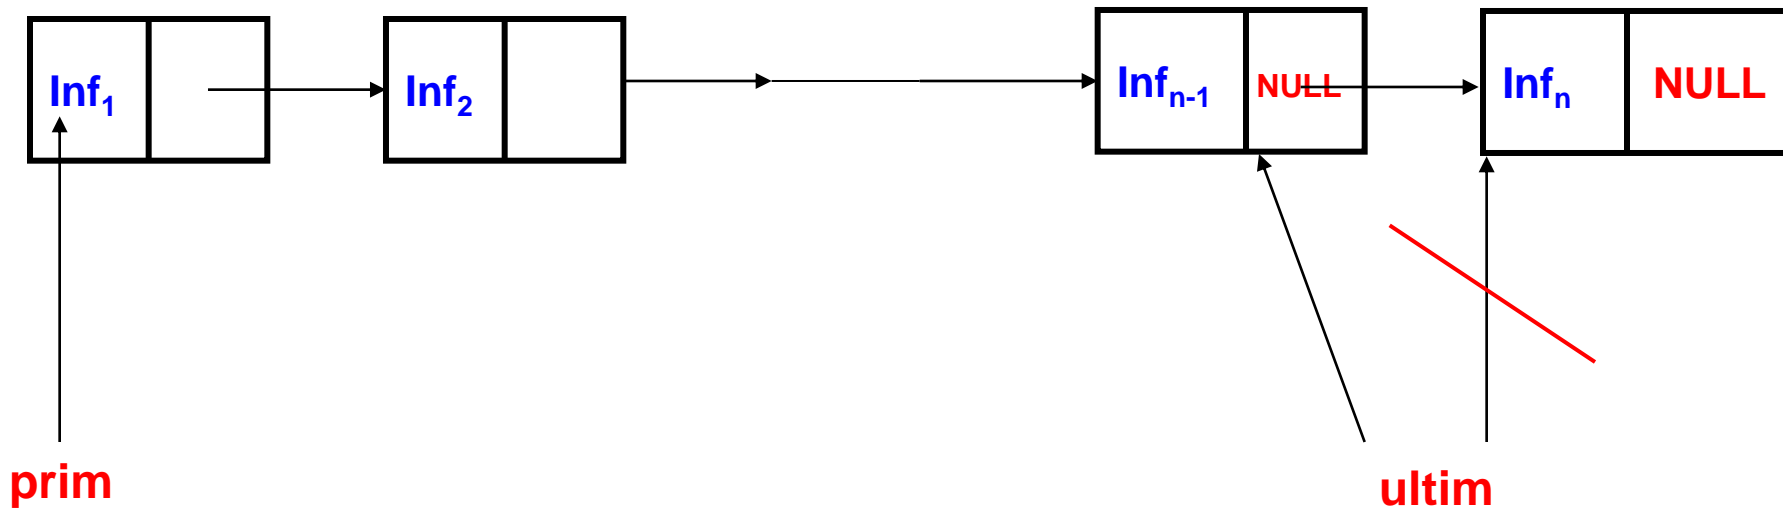 Inf₁ Inf₂ Infₙ₋₁ NULL Infₙ NULL
prim ultim